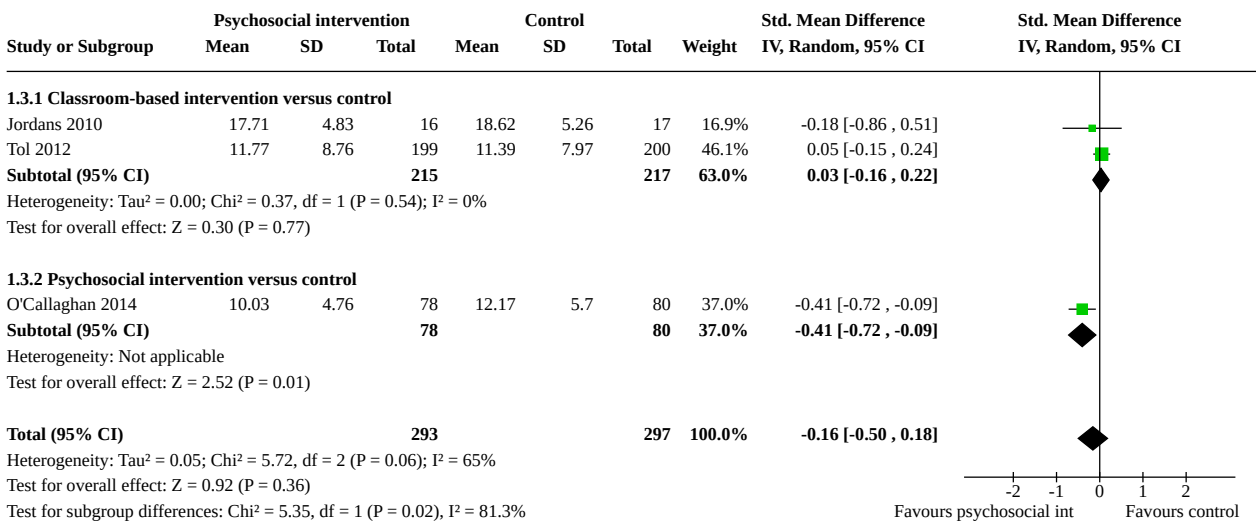 Psychosocial intervention Control Std. Mean Difference Std. Mean Difference
Study or Subgroup Mean SD Total Mean SD Total Weight IV, Random, 95% CI IV, Random, 95% CI
1.3.1 Classroom-based intervention versus control
Jordans 2010 17.71 4.83 16 18.62 5.26 17 16.9% -0.18 [-0.86 , 0.51]
Tol 2012 11.77 8.76 199 11.39 7.97 200 46.1% 0.05 [-0.15 , 0.24]
Subtotal (95% CI) 215 217 63.0% 0.03 [-0.16 , 0.22]
Heterogeneity: Tau² = 0.00; Chi² = 0.37, df = 1 (P = 0.54); I² = 0%
Test for overall effect: Z = 0.30 (P = 0.77)
1.3.2 Psychosocial intervention versus control
O'Callaghan 2014 10.03 4.76 78 12.17 5.7 80 37.0% -0.41 [-0.72 , -0.09]
Subtotal (95% CI) 78 80 37.0% -0.41 [-0.72 , -0.09]
Heterogeneity: Not applicable
Test for overall effect: Z = 2.52 (P = 0.01)
Total (95% CI) 293 297 100.0% -0.16 [-0.50 , 0.18]
Heterogeneity: Tau² = 0.05; Chi² = 5.72, df = 2 (P = 0.06); I² = 65%
Test for overall effect: Z = 0.92 (P = 0.36)
-2 -1 0 1 2
Test for subgroup differences: Chi² = 5.35, df = 1 (P = 0.02), I² = 81.3% Favours psychosocial int Favours control